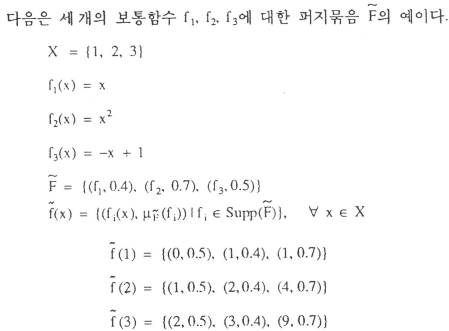 다음은 세개의 보통함수 f₁, f₂, f₃에 대한 퍼지묶음 F̃의 예이다.
X = {1, 2, 3}
f₁(x) = x
f₂(x) = x²
f₃(x) = −x + 1
F̃ = {(f₁, 0.4), (f₂, 0.7), (f₃, 0.5)}
f̃(x) = {(fᵢ(x), μF̃(fᵢ)) | fᵢ ∈ Supp(F̃)}, ∀ x ∈ X
f̃(1) = {(0, 0.5), (1, 0.4), (1, 0.7)}
f̃(2) = {(1, 0.5), (2, 0.4), (4, 0.7)}
f̃(3) = {(2, 0.5), (3, 0.4), (9, 0.7)}